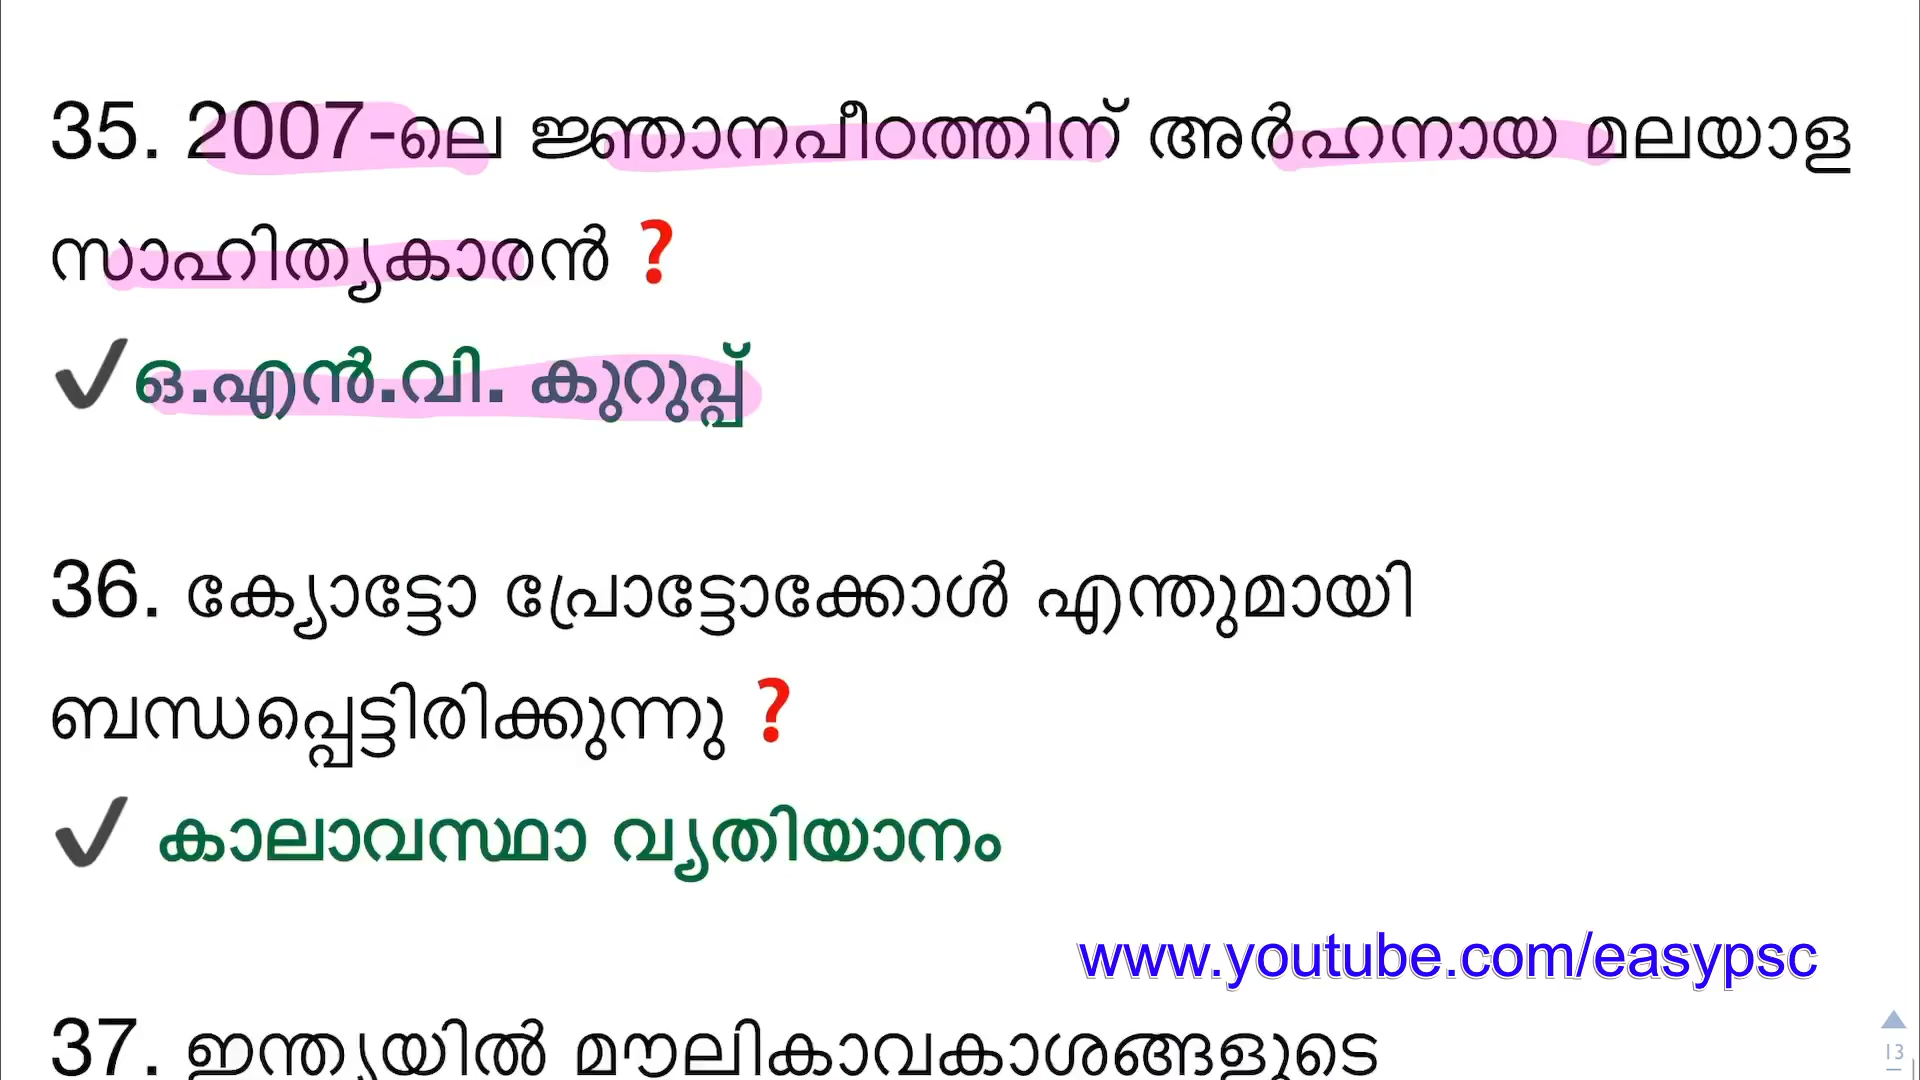 35. 2007-ലെ ജ്ഞാനപീഠത്തിന് അർഹനായ മലയാള
സാഹിത്യകാരൻ ❓
✔ഒ.എൻ.വി. കുറുപ്പ്
36. ക്യോട്ടോ പ്രോട്ടോക്കോൾ എന്തുമായി
ബന്ധപ്പെട്ടിരിക്കുന്നു ❓
✔ കാലാവസ്ഥാ വ്യതിയാനം
www.youtube.com/easypsc
37. ഇന്ത്യയിൽ മൗലികാവകാശങ്ങളുടെ
13